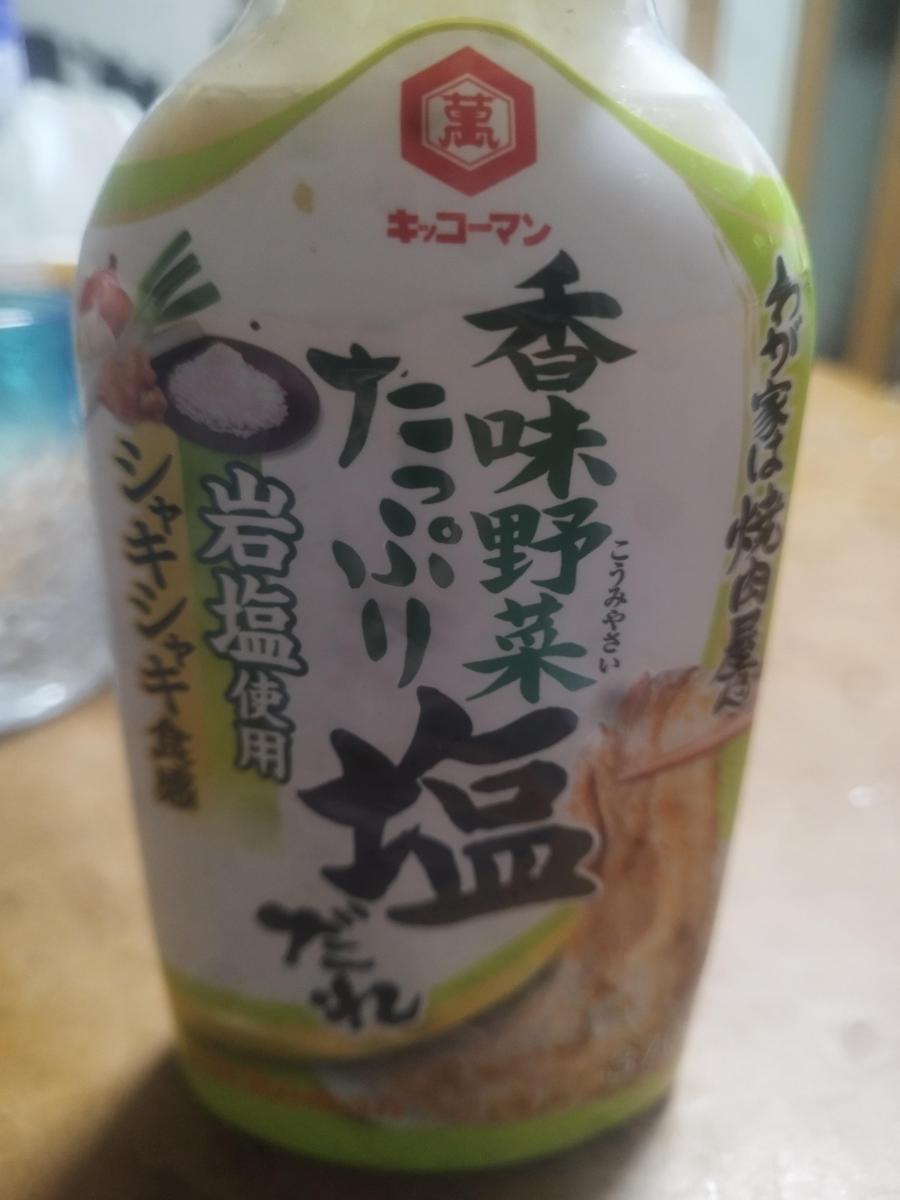 萬
キッコーマン
わが家は焼肉屋さん
香味野菜
こうみやさい
たっぷり
塩
だれ
岩塩使用
シャキシャキ食感